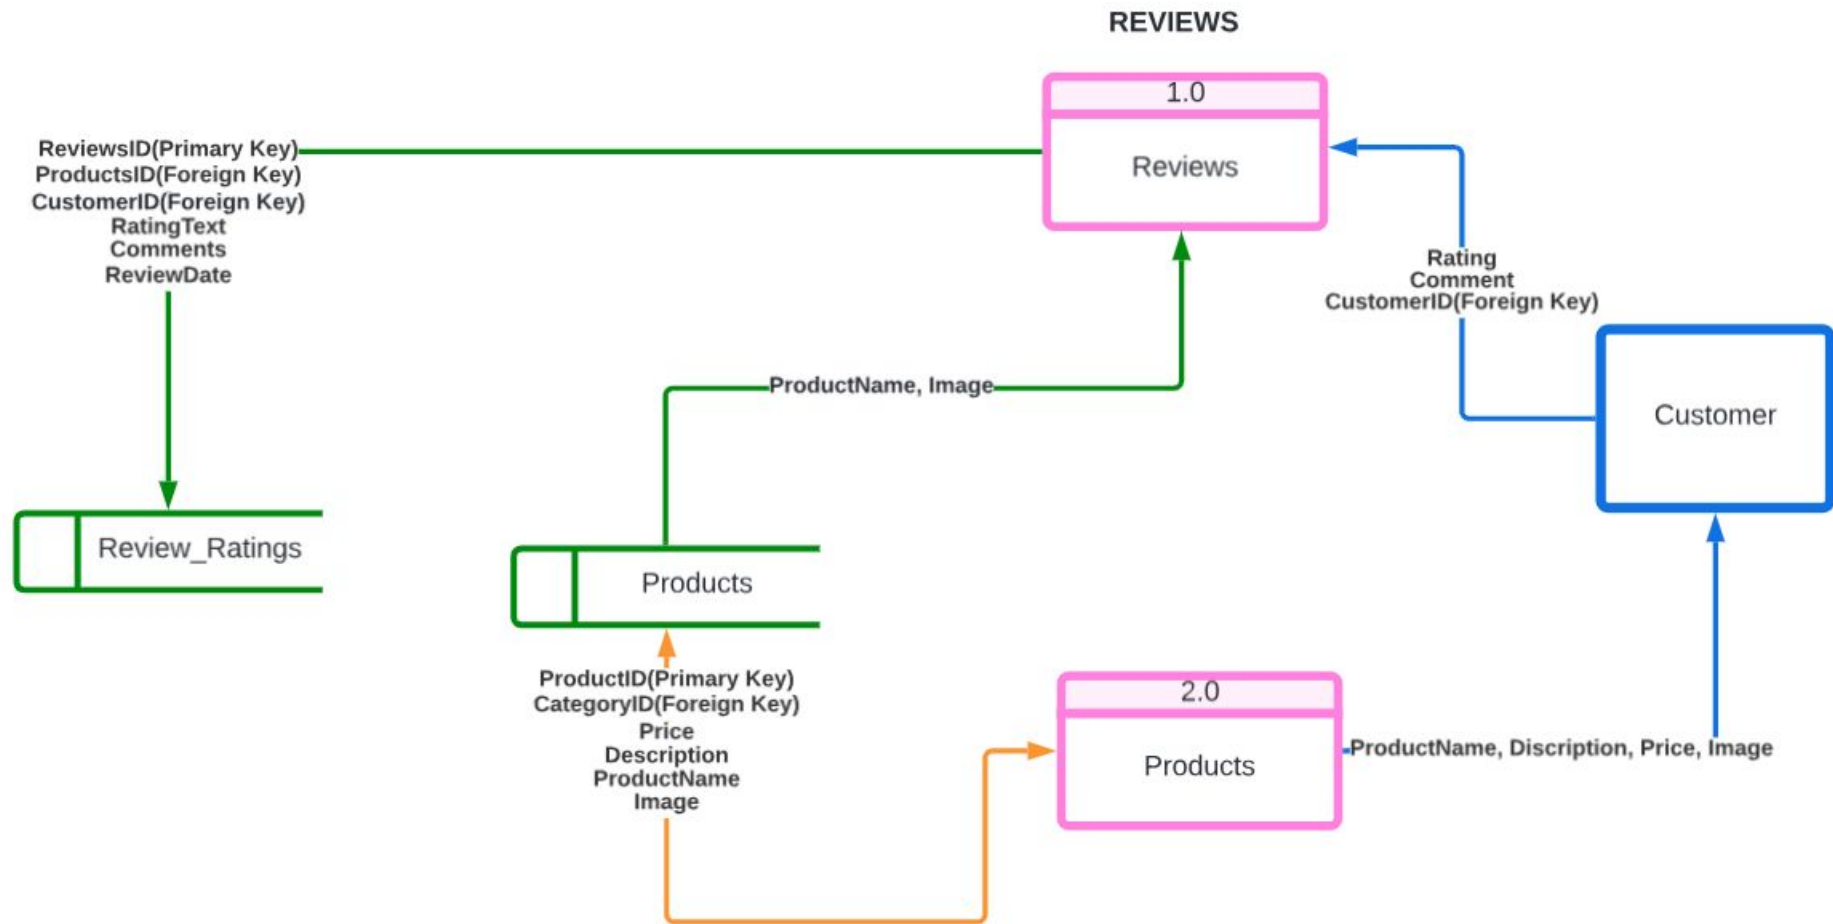 REVIEWS
1.0
Reviews
ReviewsID(Primary Key)
ProductsID(Foreign Key)
CustomerID(Foreign Key)
RatingText
Comments
ReviewDate
Rating
Comment
CustomerID(Foreign Key)
ProductName, Image
Customer
Review_Ratings
Products
ProductID(Primary Key)
CategoryID(Foreign Key)
Price
Description
ProductName
Image
2.0
Products
ProductName, Discription, Price, Image